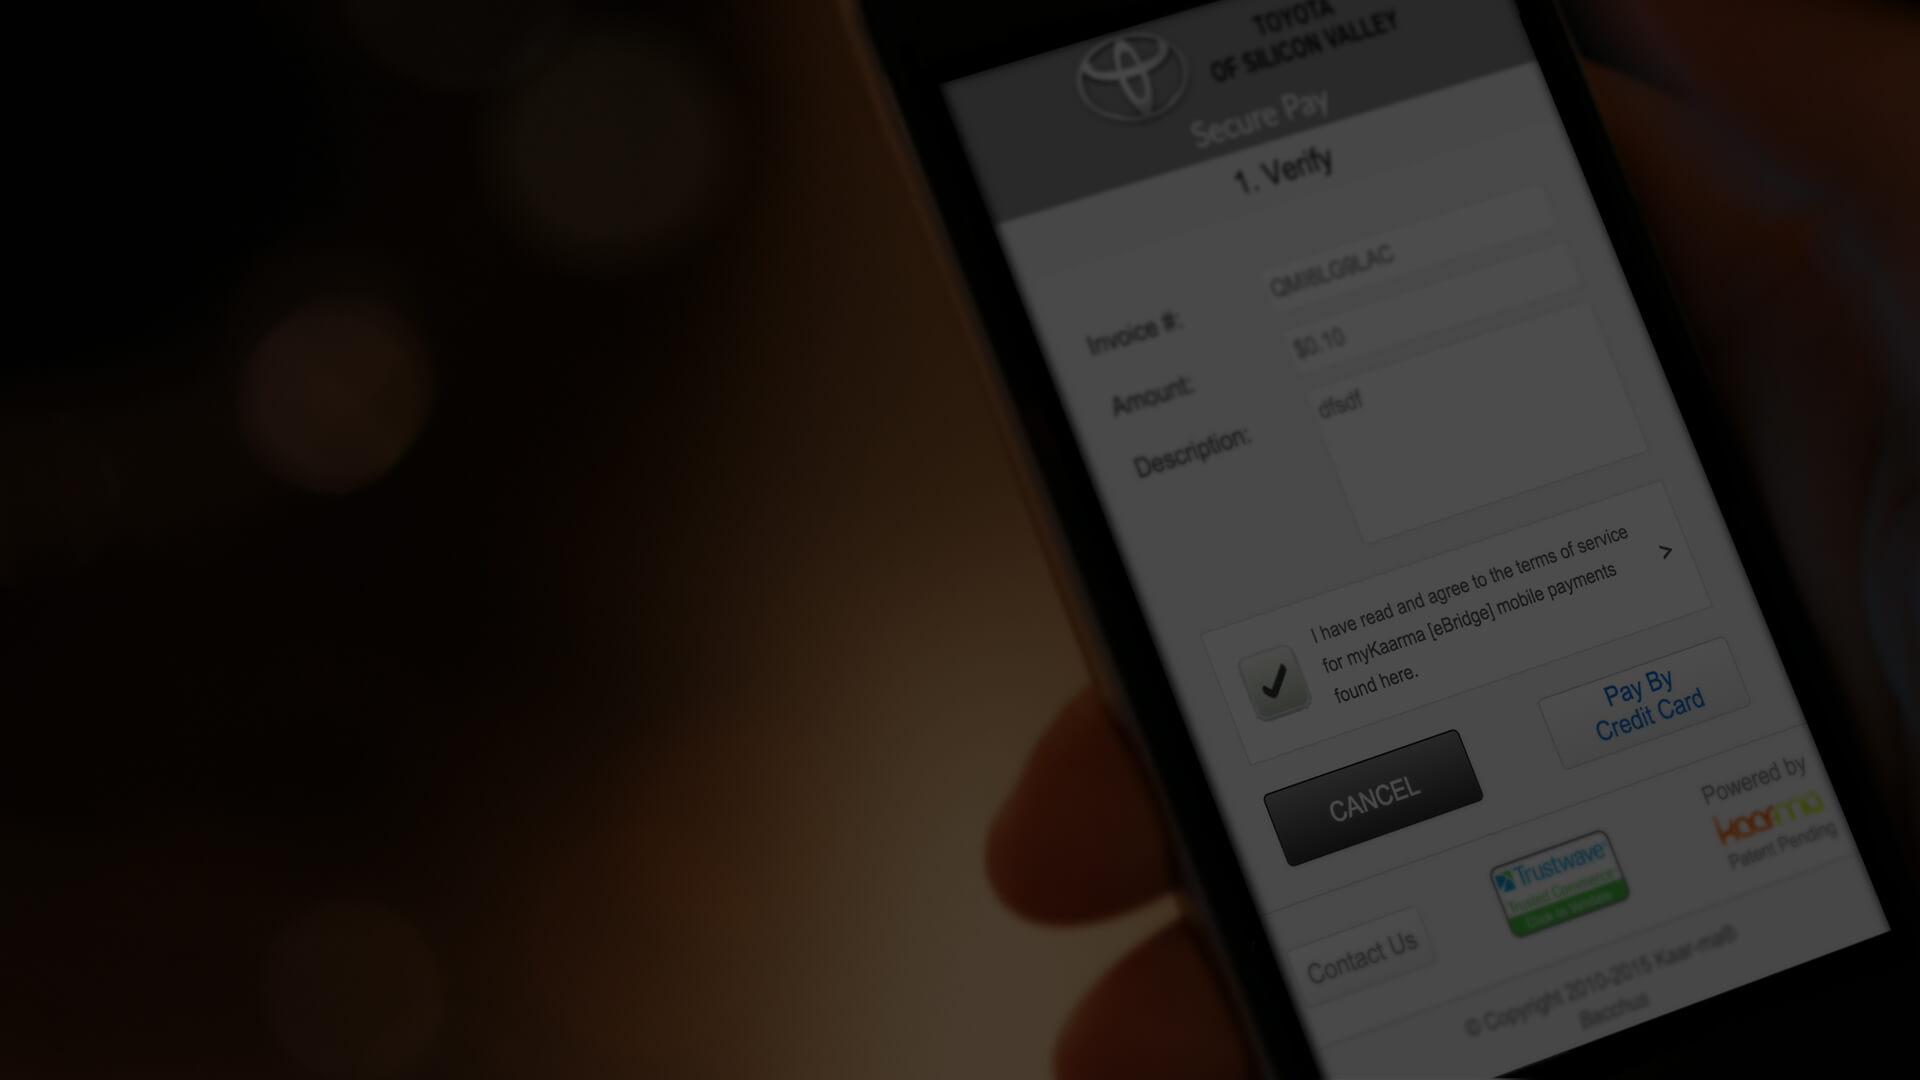 TOYOTA
OF SILICON VALLEY
Secure Pay
1. Verify
Invoice #:
Amount: $0.10
Description: dfsdf
I have read and agree to the terms of service
for myKaarma [eBridge] mobile payments
found here.
>
CANCEL
Pay By
Credit Card
Powered by
kaarma
Patent Pending
Trustwave
Trusted Commerce
Click to Validate
Contact Us
© Copyright 2010-2015 Kaar-ma®
Bacchus